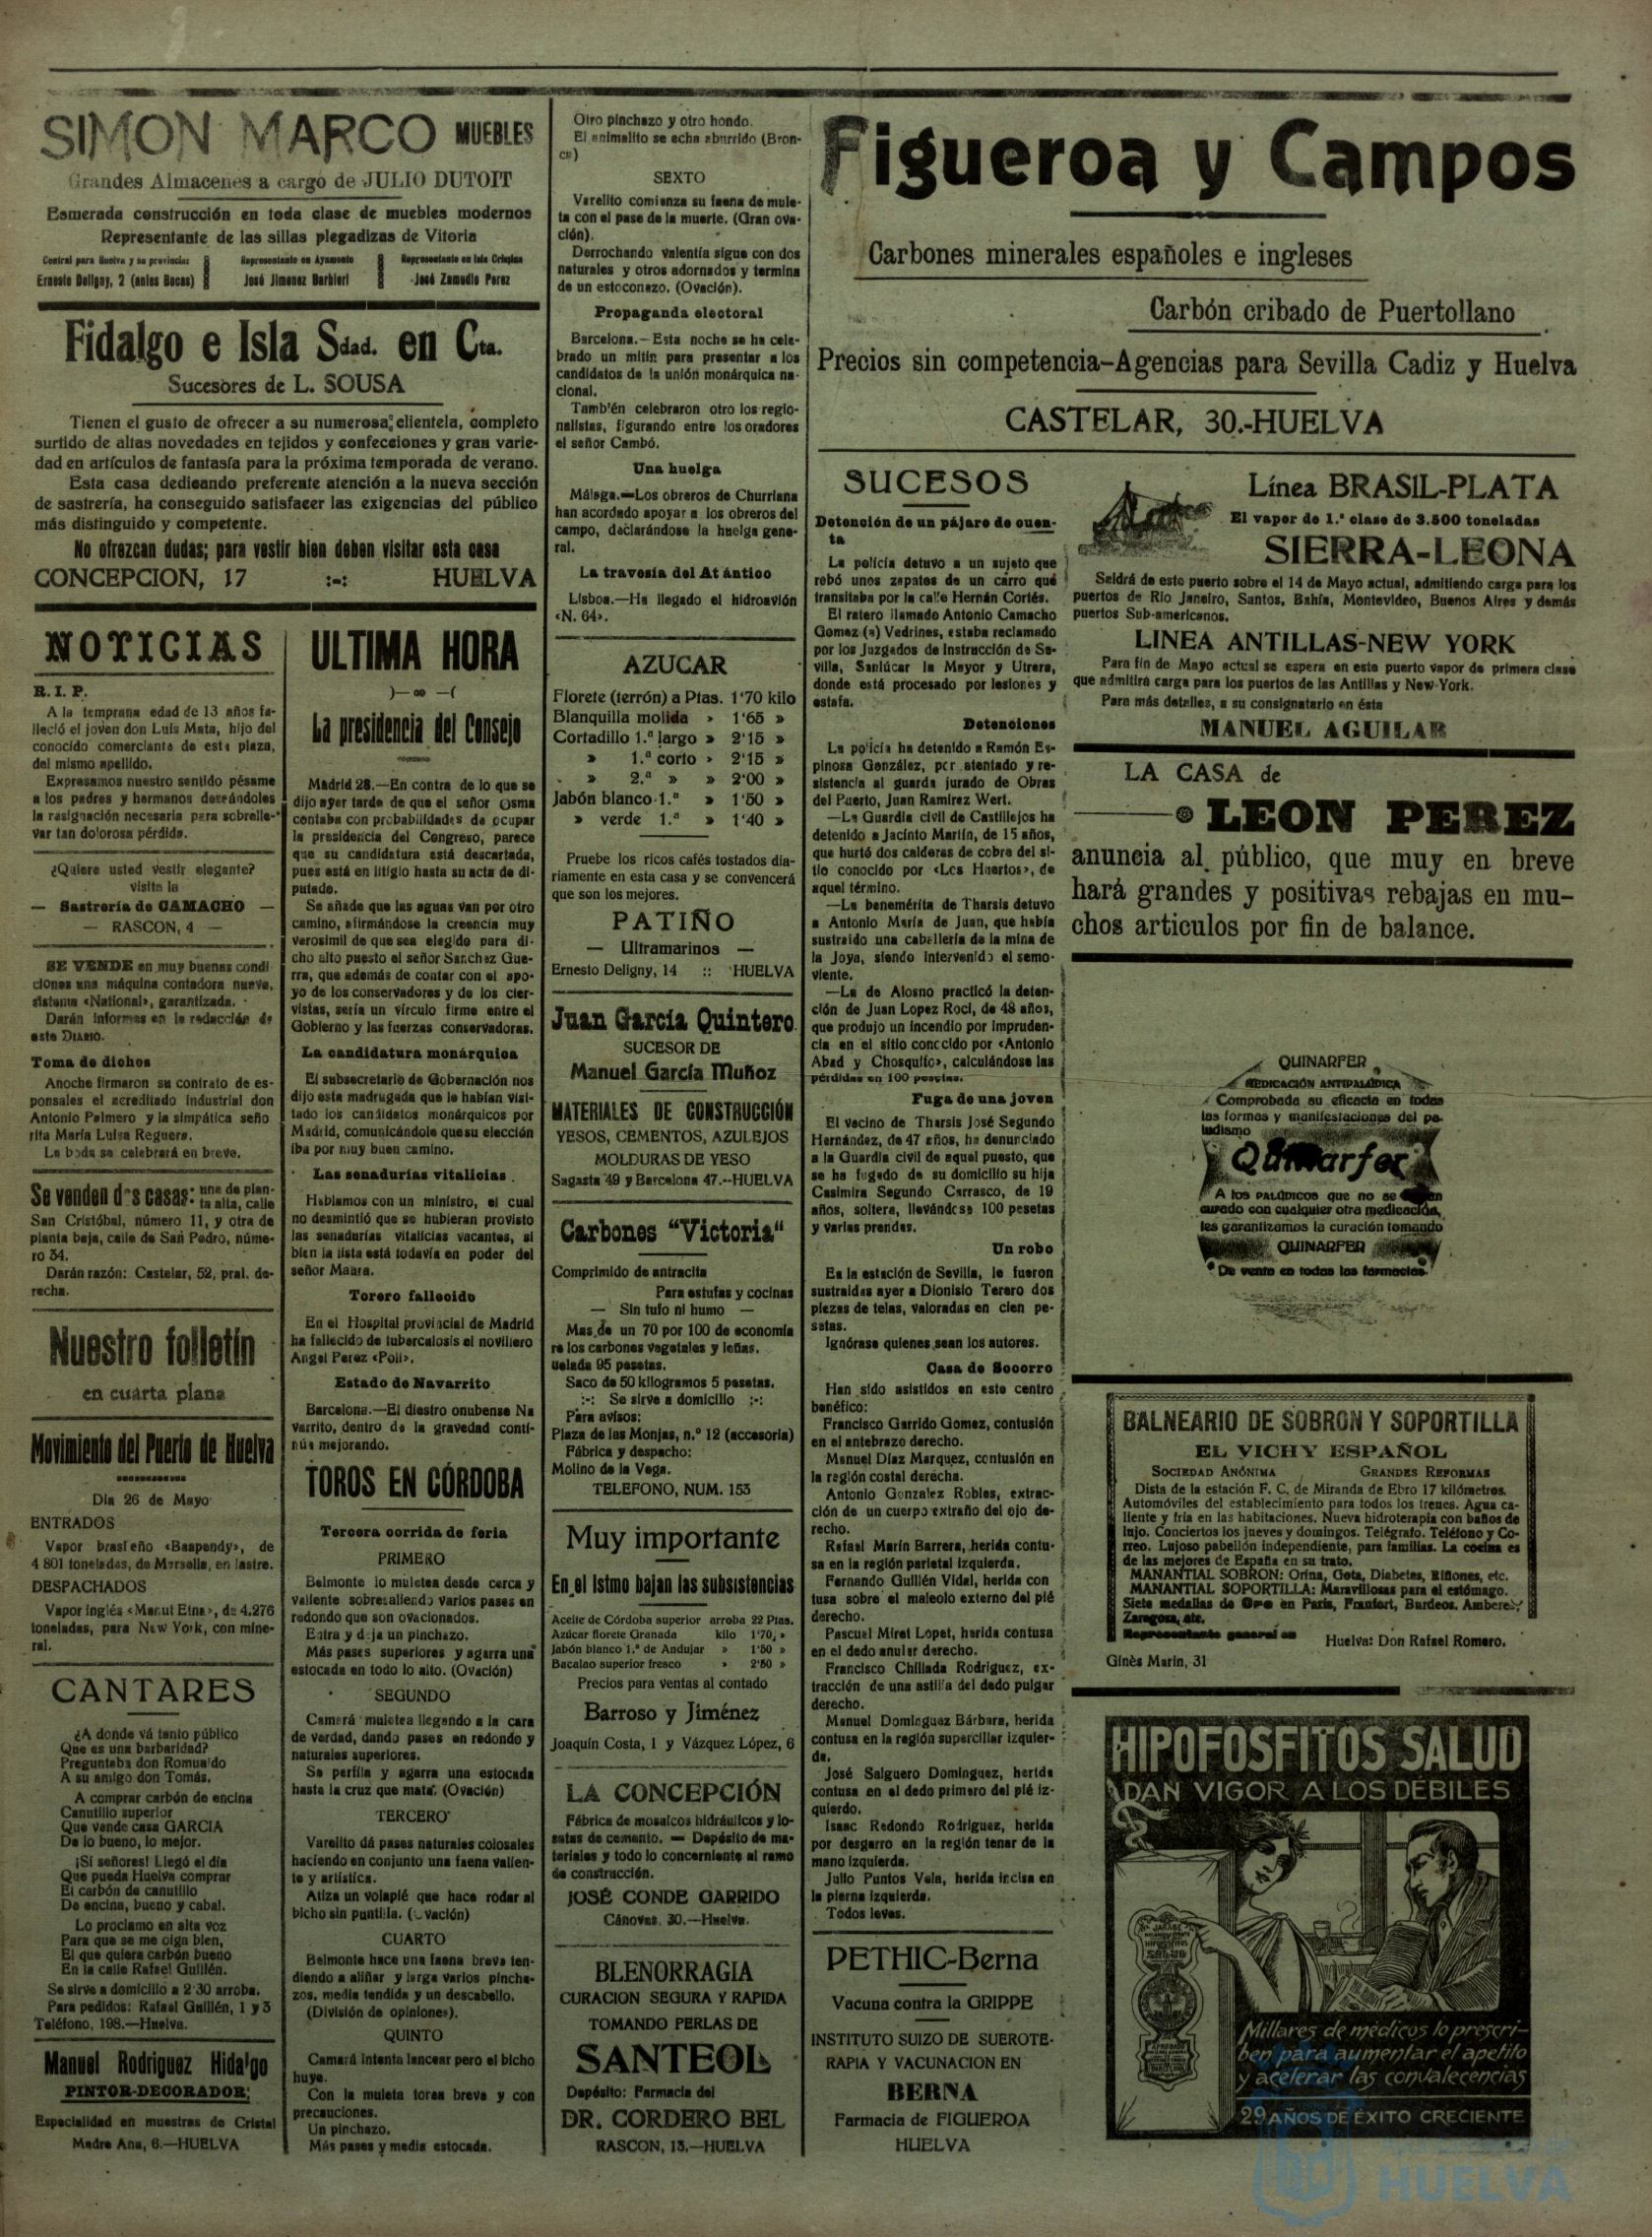 SIMON MARCO MUEBLES
Grandes Almacenes a cargo de JULIO DUTOIT
Esmerada construcción en toda clase de muebles modernos
Representante de las sillas plegadizas de Vitoria
Central para Huelva y su provincia:
Ernesto Deligny, 2 (antes Bocas)
Representante en Ayamonte
José Jimenez Barbieri
Representante en Isla Cristina
José Zamudio Perez
Fidalgo e Isla Sdad. en Cta.
Sucesores de L. SOUSA
Tienen el gusto de ofrecer a su numerosa clientela, completo
surtido de altas novedades en tejidos y confecciones y gran varie-
dad en artículos de fantasía para la próxima temporada de verano.
Esta casa dedicando preferente atención a la nueva sección
de sastrería, ha conseguido satisfacer las exigencias del público
más distinguido y competente.
No ofrezcan dudas; para vestir bien deben visitar esta casa
CONCEPCION, 17 :-: HUELVA
NOTICIAS
R. I. P.
A la temprana edad de 13 años fa-
lleció el joven don Luis Mata, hijo del
conocido comerciante de esta plaza,
del mismo apellido.
Expresamos nuestro sentido pésame
a los padres y hermanos deseándoles
la rasignación necesaria para sobrelle-
var tan dolorosa pérdida.
¿Quiere usted vestir elegante?
visite la
— Sastrería de CAMACHO —
— RASCON, 4 —
SE VENDE en muy buenas condi
ciones una máquina contadora nueva,
sistema «National», garantizada.
Darán informes en la redacción de
este DIARIO.
Toma de dichos
Anoche firmaron su contrato de es-
ponsales el acreditado industrial don
Antonio Palmero y la simpática seño
rita María Luisa Reguera.
La boda se celebrará en breve.
Se venden d s casas: una de plan-
ta alta, calle
San Cristóbal, número 11, y otra de
planta baja, calle de San Pedro, núme-
ro 34.
Darán razón: Castelar, 52, pral. de-
recha.
Nuestro folletín
en cuarta plana
Movimiento del Puerto de Huelva
Dia 26 de Mayo
ENTRADOS
Vapor brasileño «Baependy», de
4 801 toneladas, de Marsella, en lastre.
DESPACHADOS
Vapor inglés «Manut Etna», de 4.276
toneladas, para New York, con mine-
ral.
CANTARES
¿A donde vá tanto público
Que es una barbaridad?
Preguntaba don Romualdo
A su amigo don Tomás.
A comprar carbón de encina
Canutillo superior
Que vende casa GARCIA
De lo bueno, lo mejor.
¡Sí señores! Llegó el día
Que pueda Huelva comprar
El carbón de canutillo
De encina, bueno y cabal.
Lo proclamo en alta voz
Para que se me oiga bien,
El que quiera carbón bueno
En la calle Rafael Guillén.
Se sirve a domicilio a 2'30 arroba.
Para pedidos: Rafael Guillén, 1 y 3
Teléfono, 198.—Huelva.
Manuel Rodriguez Hidalgo
PINTOR-DECORADOR;
Especialidad en muestras de Cristal
Madre Ana, 6.—HUELVA
ULTIMA HORA
)—∞—(
La presidencia del Consejo
Madrid 28.—En contra de lo que se
dijo ayer tarde de que el señor Osma
contaba con probabilidades de ocupar
la presidencia del Congreso, parece
que su candidatura está descartada,
pues está en litigio hasta su acta de di-
putado.
Se añade que las aguas van por otro
camino, afirmándose la creencia muy
verosimil de que sea elegido para di-
cho alto puesto el señor Sanchez Gue-
rra, que además de contar con el apo-
yo de los conservadores y de los cier-
vistas, sería un vírculo firme entre el
Gobierno y las fuerzas conservadoras.
La candidatura monárquica
El subsecretario de Gobernación nos
dijo esta madrugada que le habían visi-
tado los candidatos monárquicos por
Madrid, comunicándole que su elección
iba por muy buen camino.
Las senadurías vitalicias
Hablamos con un ministro, el cual
no desmintió que se hubieran provisto
las senadurías vitalicias vacantes, si
bien la lista está todavía en poder del
señor Maura.
Torero fallecido
En el Hospital provincial de Madrid
ha fallecido de tuberculosis el novillero
Angel Perez «Poli».
Estado de Navarrito
Barcelona.—El diestro onubense Na
varrito, dentro de la gravedad conti-
núa mejorando.
TOROS EN CÓRDOBA
Tercera corrida de feria
PRIMERO
Belmonte lo muletea desde cerca y
valiente sobresaliendo varios pases en
redondo que son ovacionados.
Entra y deja un pinchazo.
Más pases superiores y agarra una
estocada en todo lo alto. (Ovación)
SEGUNDO
Camará muletea llegando a la cara
de verdad, dando pases en redondo y
naturales superiores.
Se perfila y agarra una estocada
hasta la cruz que mata. (Ovación)
TERCERO
Varelito dá pases naturales colosales
haciendo en conjunto una faena valien-
te y artística.
Atiza un volapié que hace rodar al
bicho sin puntilla. (Ovación)
CUARTO
Belmonte hace una faena breve ten-
diendo a aliñar y larga varios pincha-
zos, media tendida y un descabello.
(División de opiniones).
QUINTO
Camará intenta lancear pero el bicho
huye.
Con la muleta torea breve y con
precauciones.
Un pinchazo.
Más pases y media estocada.
Otro pinchazo y otro hondo.
El animalito se echa aburrido (Bron-
ca)
SEXTO
Varelito comienza su faena de mule-
ta con el pase de la muerte. (Gran ova-
ción).
Derrochando valentía sigue con dos
naturales y otros adornados y termina
de un estoconazo. (Ovación).
Propaganda electoral
Barcelona.—Esta noche se ha cele-
brado un mitin para presentar a los
candidatos de la unión monárquica na-
cional.
También celebraron otro los regio-
nalistas, figurando entre los oradores
el señor Cambó.
Una huelga
Málaga.—Los obreros de Churriana
han acordado apoyar a los obreros del
campo, declarándose la huelga gene-
ral.
La travesía del Atlántico
Lisboa.—Ha llegado el hidroavión
«N. 64».
AZUCAR
Florete (terrón) a Ptas. 1'70 kilo
Blanquilla molida » 1'65 »
Cortadillo 1.ª largo » 2'15 »
» 1.ª corto » 2'15 »
» 2.ª » » 2'00 »
Jabón blanco 1.ª » 1'50 »
» verde 1.ª » 1'40 »
Pruebe los ricos cafés tostados dia-
riamente en esta casa y se convencerá
que son los mejores.
PATIÑO
— Ultramarinos —
Ernesto Deligny, 14 :: HUELVA
Juan García Quintero
SUCESOR DE
Manuel García Muñoz
MATERIALES DE CONSTRUCCIÓN
YESOS, CEMENTOS, AZULEJOS
MOLDURAS DE YESO
Sagasta 49 y Barcelona 47.--HUELVA
Carbones "Victoria"
Comprimido de antracita
Para estufas y cocinas
— Sin tufo ni humo —
Mas de un 70 por 100 de economía
re los carbones vegetales y leñas.
uelada 95 pesetas.
Saco de 50 kilogramos 5 pesetas.
:-: Se sirve a domicilio :-:
Para avisos:
Plaza de las Monjas, n.º 12 (accesoria)
Fábrica y despacho:
Molino de la Vega.
TELEFONO, NUM. 153
Muy importante
En el Istmo bajan las subsistencias
Aceite de Córdoba superior arroba 22 Ptas.
Azúcar florete Granada kilo 1'70, »
Jabón blanco 1.ª de Andujar » 1'50 »
Bacalao superior fresco » 2'50 »
Precios para ventas al contado
Barroso y Jiménez
Joaquín Costa, 1 y Vázquez López, 6
LA CONCEPCIÓN
Fábrica de mosaicos hidráulicos y lo-
satas de cemento. — Depósito de ma-
teriales y todo lo concerniente al ramo
de construcción.
JOSÉ CONDE GARRIDO
Cánovas, 30.—Huelva.
BLENORRAGIA
CURACION SEGURA Y RAPIDA
TOMANDO PERLAS DE
SANTEOL
Depósito: Farmacia del
DR. CORDERO BEL
RASCON, 13.—HUELVA
Figueroa y Campos
Carbones minerales españoles e ingleses
Carbón cribado de Puertollano
Precios sin competencia—Agencias para Sevilla Cadiz y Huelva
CASTELAR, 30.-HUELVA
SUCESOS
Detención de un pájaro de cuen-
ta
La policía detuvo a un sujeto que
robó unos zapatos de un carro que
transitaba por la calle Hernán Cortés.
El ratero llamado Antonio Camacho
Gomez (a) Vedrines, estaba reclamado
por los Juzgados de Instrucción de Se-
villa, Sanlúcar la Mayor y Utrera,
donde está procesado por lesiones y
estafa.
Detenciones
La policía ha detenido a Ramón Es-
pinosa González, por atentado y re-
sistencia al guarda jurado de Obras
del Puerto, Juan Ramirez Wert.
—La Guardia civil de Castillejos ha
detenido a Jacinto Martín, de 15 años,
que hurtó dos calderas de cobre del si-
tio conocido por «Los Huertos», de
aquel término.
—La benemérita de Tharsis detuvo
a Antonio María de Juan, que había
sustraido una caballería de la mina de
la Joya, siendo intervenido el semo-
viente.
—La de Alosno practicó la deten-
ción de Juan Lopez Roci, de 48 años,
que produjo un incendio por impruden-
cia en el sitio conocido por «Antonio
Abad y Chosquito», calculándose las
pérdidas en 100 pesetas.
Fuga de una joven
El vecino de Tharsis José Segundo
Hernández, de 47 años, ha denunciado
a la Guardia civil de aquel puesto, que
se ha fugado de su domicilio su hija
Casimira Segundo Carrasco, de 19
años, soltera, llevándose 100 pesetas
y varias prendas.
Un robo
En la estación de Sevilla, le fueron
sustraidas ayer a Dionisio Terero dos
piezas de telas, valoradas en cien pe-
setas.
Ignórase quienes sean los autores.
Casa de Socorro
Han sido asistidos en este centro
benéfico:
Francisco Garrido Gomez, contusión
en el antebrazo derecho.
Manuel Diaz Marquez, contusión en
la región costal derecha.
Antonio Gonzalez Robles, extrac-
ción de un cuerpo extraño del ojo de-
recho.
Rafael Marín Barrera, herida contu-
sa en la región parietal izquierda.
Fernando Guillén Vidal, herida con
tusa sobre el maleolo externo del pié
derecho.
Pascual Miret Lopet, herida contusa
en el dedo anular derecho.
Francisco Chillada Rodriguez, ex-
tracción de una astilla del dedo pulgar
derecho.
Manuel Dominguez Bárbara, herida
contusa en la región superciliar izquier-
da.
José Salguero Dominguez, herida
contusa en el dedo primero del pié iz-
quierdo.
Isaac Redondo Rodriguez, herida
por desgarro en la región tenar de la
mano izquierda.
Julio Puntos Vela, herida incisa en
la pierna izquierda.
Todos leves.
PETHIC-Berna
Vacuna contra la GRIPPE
INSTITUTO SUIZO DE SUEROTE-
RAPIA Y VACUNACION EN
BERNA
Farmacia de FIGUEROA
HUELVA
Línea BRASIL-PLATA
El vapor de 1.ª clase de 3.500 toneladas
SIERRA-LEONA
Saldrá de este puerto sobre el 14 de Mayo actual, admitiendo carga para los
puertos de Rio Janeiro, Santos, Bahía, Montevideo, Buenos Aires y demás
puertos Sub-americanos.
LINEA ANTILLAS-NEW YORK
Para fin de Mayo actual se espera en este puerto vapor de primera clase
que admitirá carga para los puertos de las Antillas y New-York.
Para más detalles, a su consignatario en ésta
MANUEL AGUILAR
LA CASA de
LEON PEREZ
anuncia al público, que muy en breve
hará grandes y positivas rebajas en mu-
chos articulos por fin de balance.
QUINARFER
MEDICACIÓN ANTIPALÚDICA
Comprobada su eficacia en todas
las formas y manifestaciones del pa-
ludismo
Quinarfer
A los PALÚDICOS que no se
curado con cualquier otra medicación,
les garantizamos la curación tomando
QUINARFER
De venta en todas las farmacias
BALNEARIO DE SOBRON Y SOPORTILLA
EL VICHY ESPAÑOL
SOCIEDAD ANÓNIMA GRANDES REFORMAS
Dista de la estación F. C. de Miranda de Ebro 17 kilómetros.
Automóviles del establecimiento para todos los trenes. Agua ca-
liente y fria en las habitaciones. Nueva hidroterapia con baños de
lujo. Conciertos los jueves y domingos. Telégrafo. Teléfono y Co-
rreo. Lujoso pabellón independiente, para familias. La cocina es
de las mejores de España en su trato.
MANANTIAL SOBRON: Orina, Gota, Diabetes, Riñones, etc.
MANANTIAL SOPORTILLA: Maravillosas para el estómago.
Siete medallas de Oro en Paris, Franfort, Burdeos, Amberes,
Zaragoza, etc.
Representante general en Huelva: Don Rafael Romero.
Ginés Marín, 31
HIPOFOSFITOS SALUD
DAN VIGOR A LOS DÉBILES
JARABE
SALUD
Millares de médicos lo prescri-
ben para aumentar el apetito
y acelerar las convalecencias
29 AÑOS DE ÉXITO CRECIENTE
HUELVA